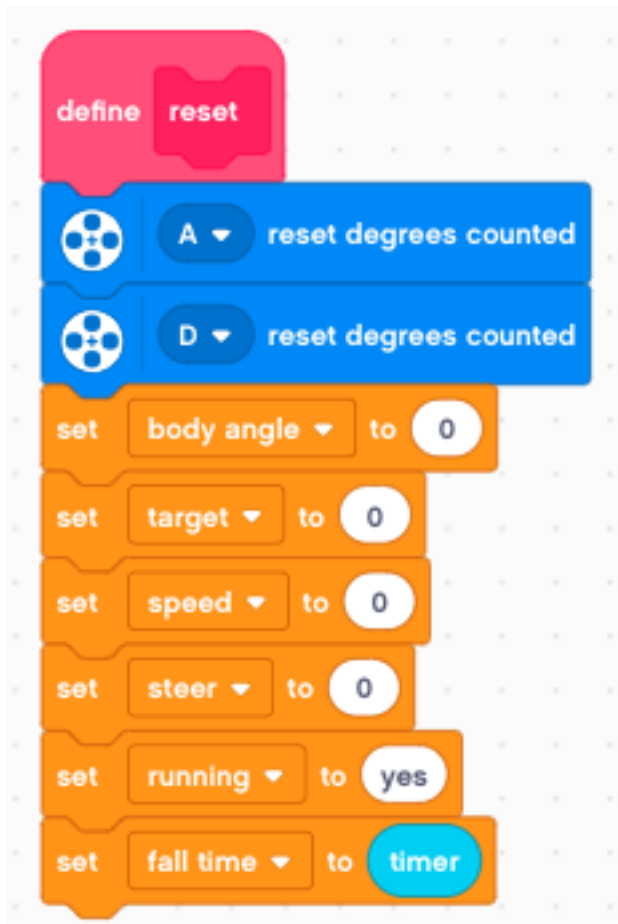 define reset
A reset degrees counted
D reset degrees counted
set body angle to 0
set target to 0
set speed to 0
set steer to 0
set running to yes
set fall time to timer